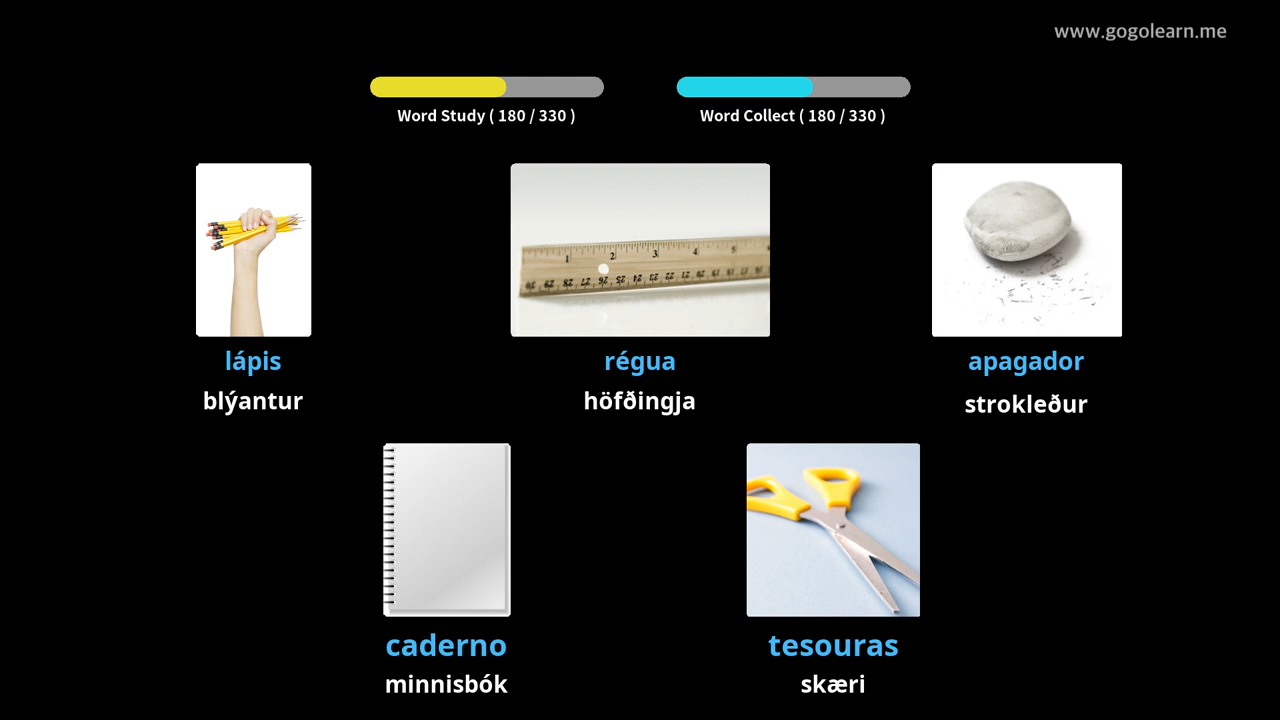 www.gogolearn.me
Word Study ( 180 / 330 )
Word Collect ( 180 / 330 )
lápis
régua
apagador
blýantur
höfðingja
strokleður
caderno
tesouras
minnisbók
skæri